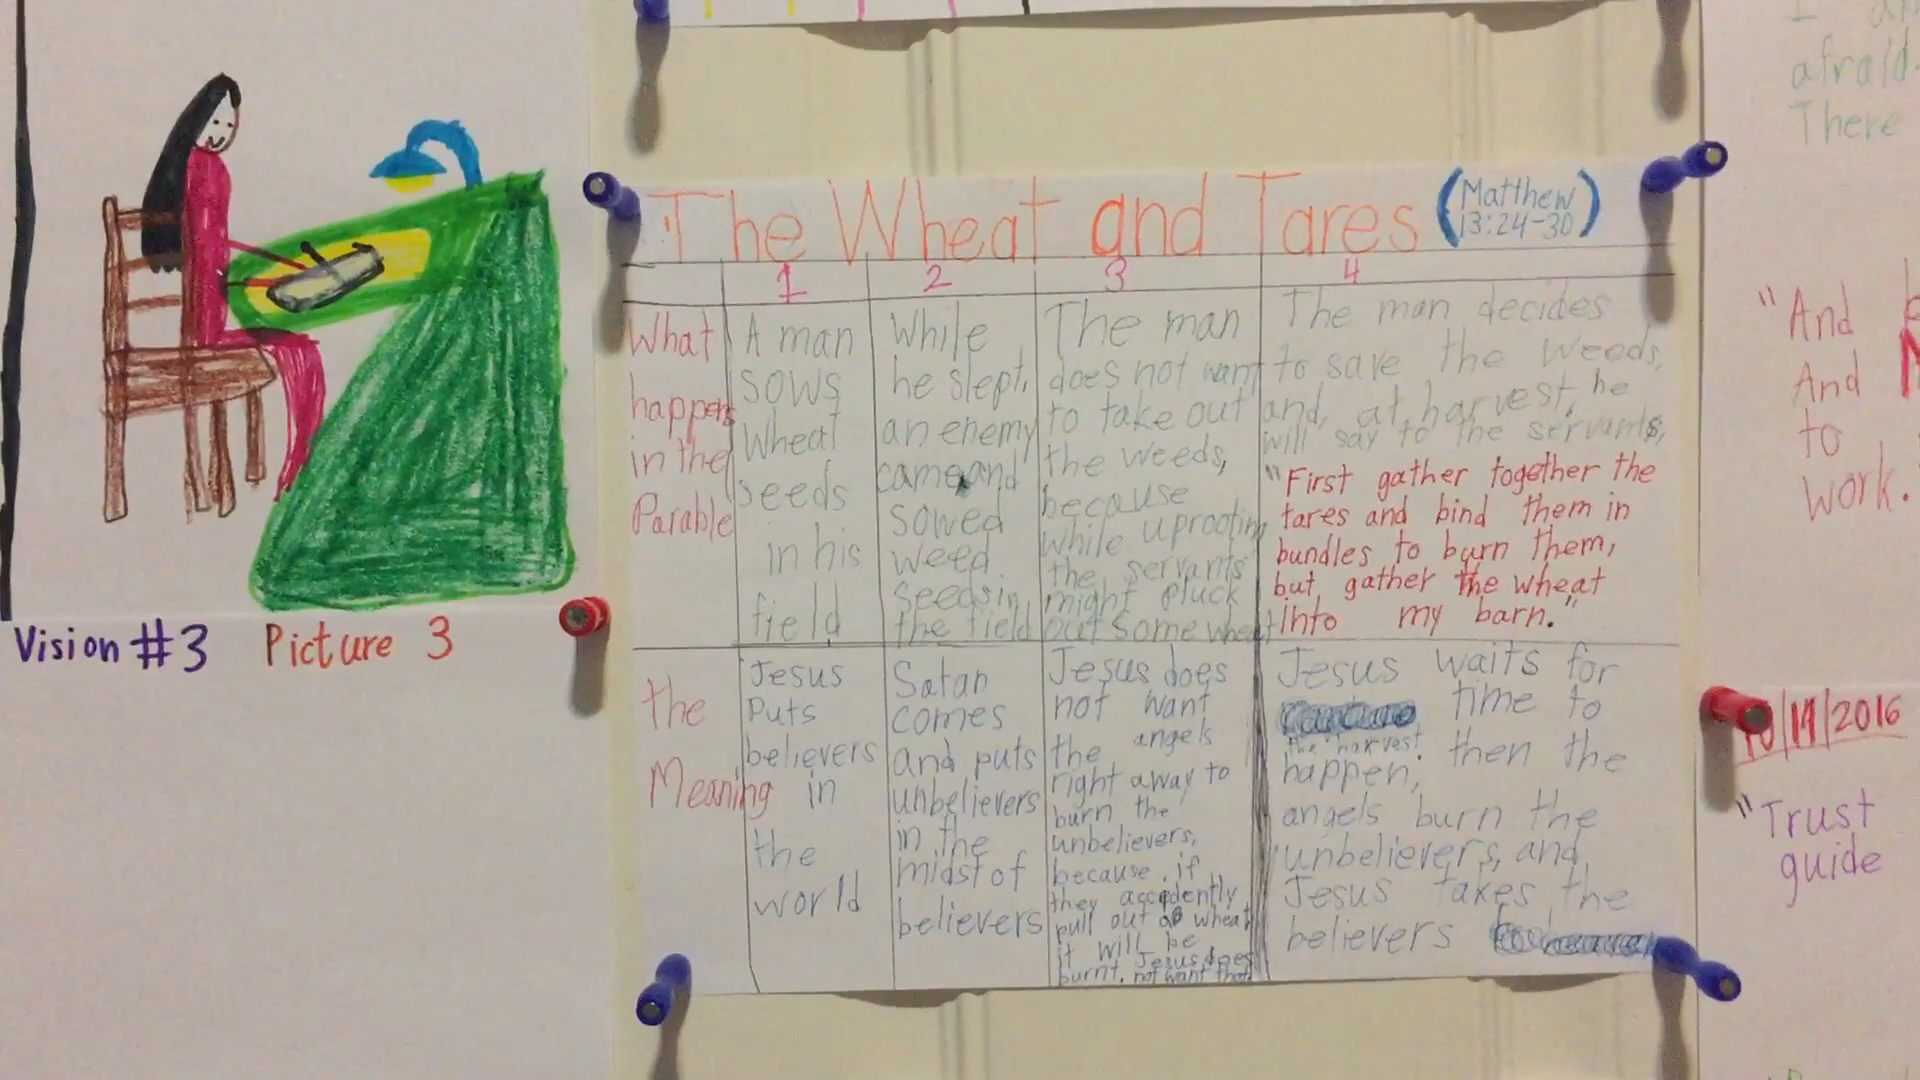 Vision #3 Picture 3
The Wheat and Tares (Matthew
13:24-30)
1 2 3 4
What
happens
in the
Parable
A man
sows
wheat
seeds
in his
field
While
he slept,
an enemy
came and
sowed
weed
seeds in
the field
The man
does not want
to take out
the weeds,
because
while uprooting
the servants
might pluck
out some wheat
The man decides
to save the weeds,
and, at harvest, he
will say to the servants,
"First gather together the
tares and bind them in
bundles to burn them,
but gather the wheat
into my barn."
the
Meaning
Jesus
puts
believers
in
the
world
Satan
comes
and puts
unbelievers
in the
midst of
believers
Jesus does
not want
the angels
right away to
burn the
unbelievers,
because if
they accidently
pull out wheat
it will be
burnt. Jesus does
not want that.
Jesus waits for
time to
the harvest
happen; then the
angels burn the
unbelievers, and
Jesus takes the
believers
afraid.
There
"And
And
to
work.
10/19/2016
"Trust
guide